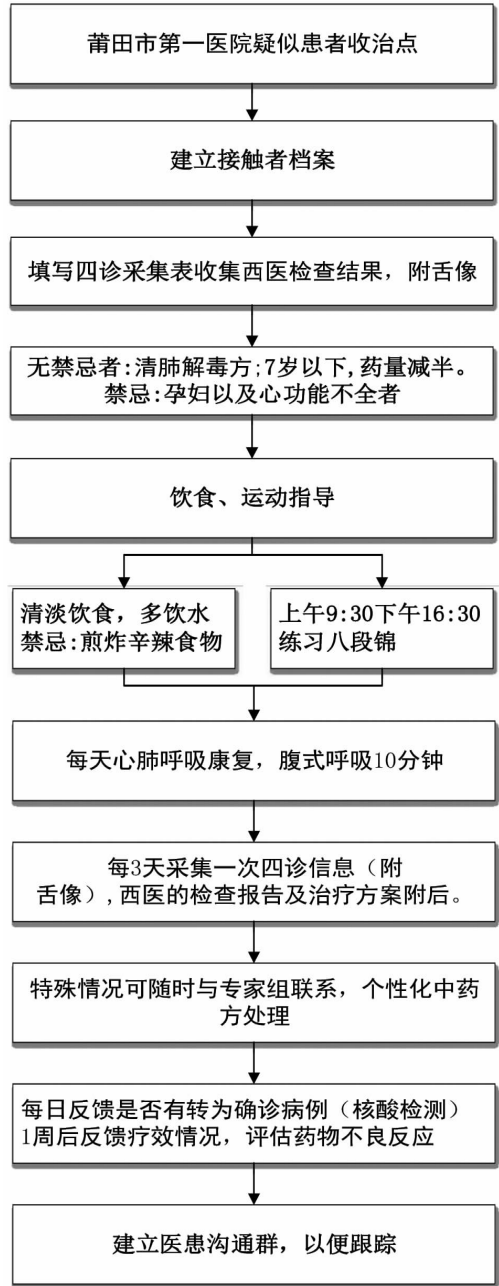 莆田市第一医院疑似患者收治点
建立接触者档案
填写四诊采集表收集西医检查结果，附舌像
无禁忌者:清肺解毒方;7岁以下,药量减半。
禁忌:孕妇以及心功能不全者
饮食、运动指导
清淡饮食，多饮水
禁忌:煎炸辛辣食物
上午9:30下午16:30
练习八段锦
每天心肺呼吸康复，腹式呼吸10分钟
每3天采集一次四诊信息（附
舌像）,西医的检查报告及治疗方案附后。
特殊情况可随时与专家组联系，个性化中药
方处理
每日反馈是否有转为确诊病例（核酸检测）
1周后反馈疗效情况，评估药物不良反应
建立医患沟通群，以便跟踪